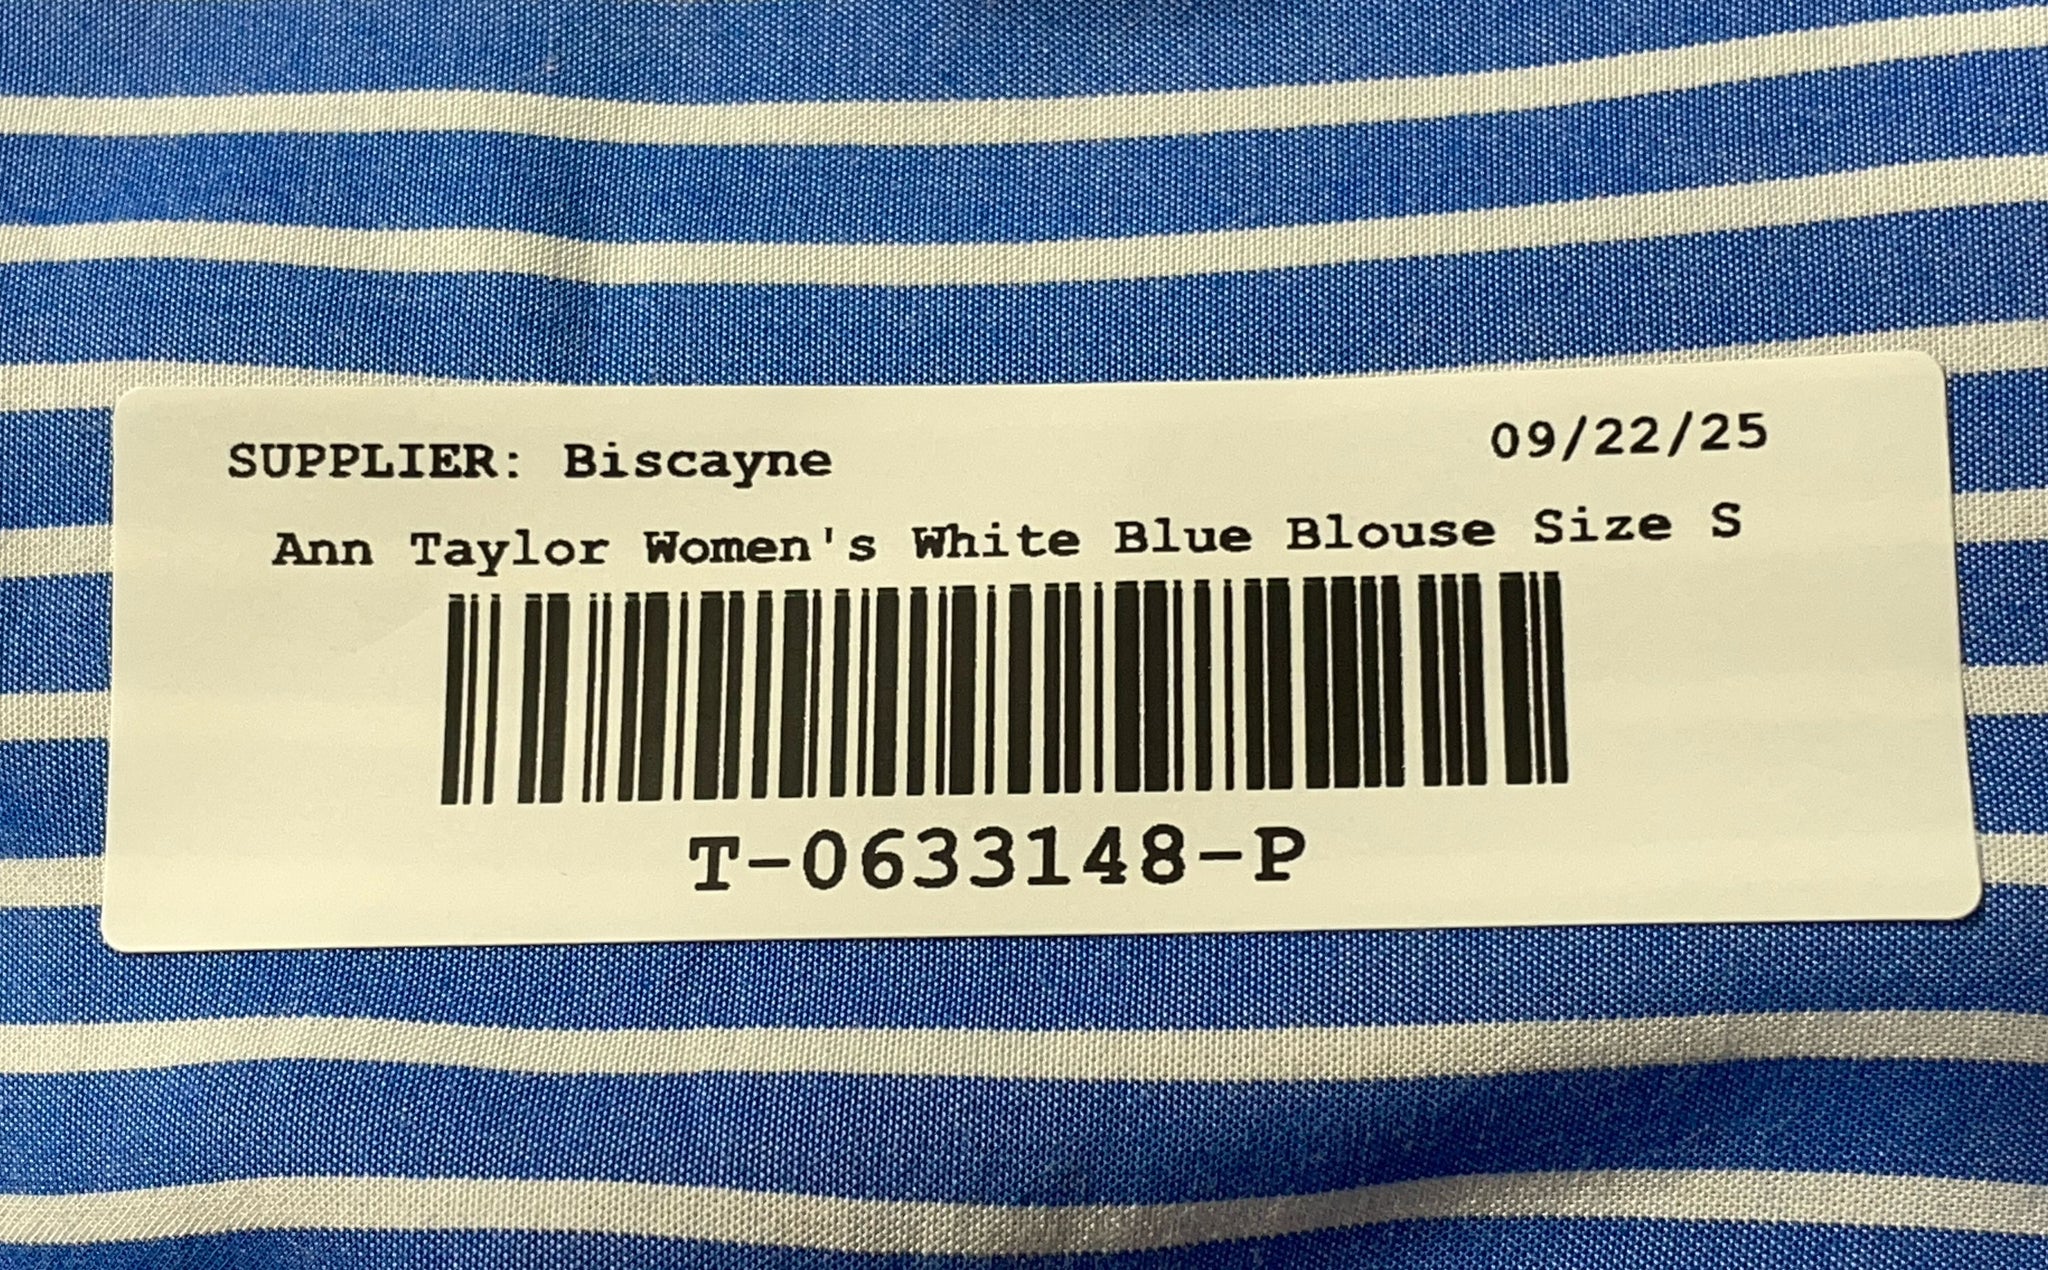 SUPPLIER: Biscayne 09/22/25
Ann Taylor Women's White Blue Blouse Size S
T-0633148-P